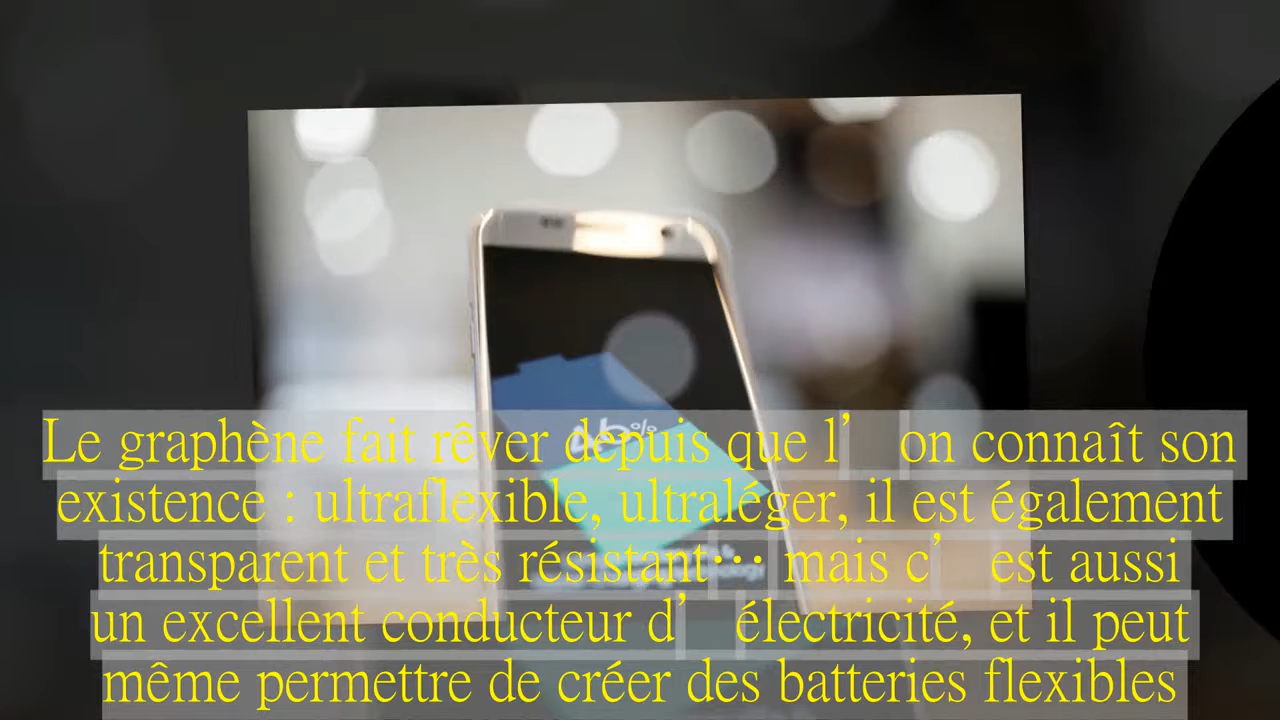 Le graphène fait rêver depuis que l’on connaît son
existence : ultraflexible, ultraléger, il est également
transparent et très résistant… mais c’est aussi
un excellent conducteur d’électricité, et il peut
même permettre de créer des batteries flexibles